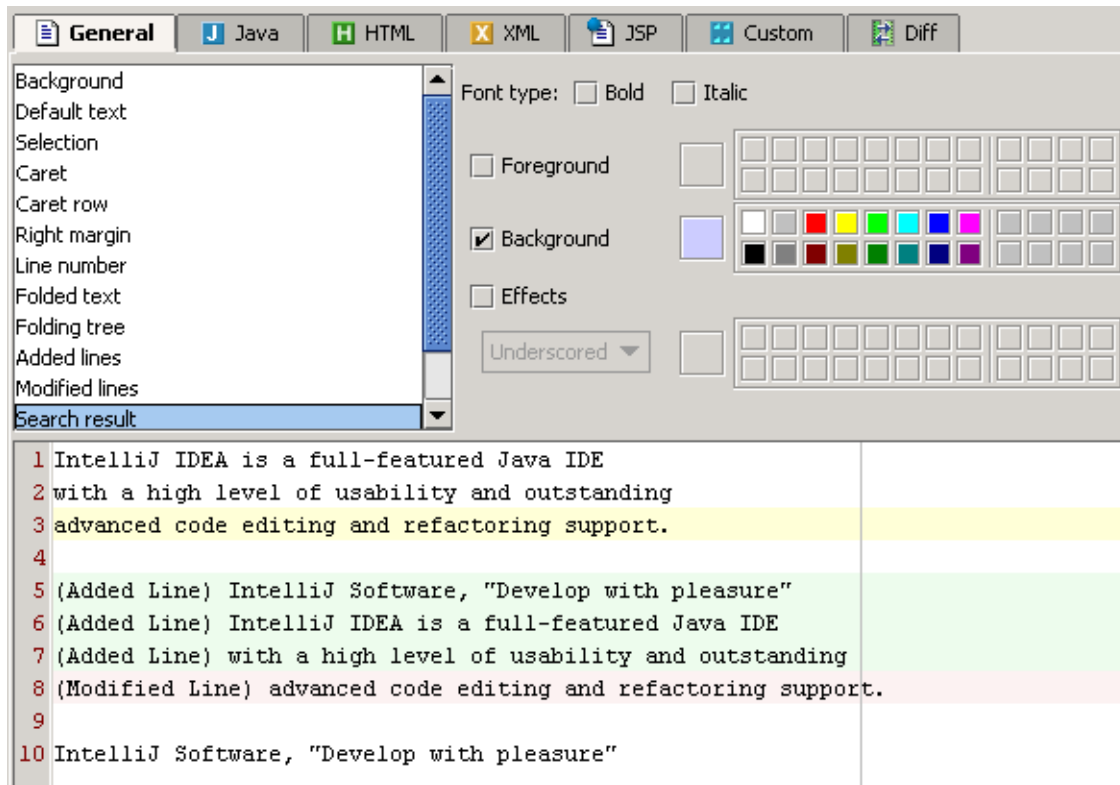 General Java HTML XML JSP Custom Diff
Background
Default text
Selection
Caret
Caret row
Right margin
Line number
Folded text
Folding tree
Added lines
Modified lines
Search result
Font type: Bold Italic
Foreground
Background
Effects
Underscored
1 IntelliJ IDEA is a full-featured Java IDE
2 with a high level of usability and outstanding
3 advanced code editing and refactoring support.
4
5 (Added Line) IntelliJ Software, "Develop with pleasure"
6 (Added Line) IntelliJ IDEA is a full-featured Java IDE
7 (Added Line) with a high level of usability and outstanding
8 (Modified Line) advanced code editing and refactoring support.
9
10 IntelliJ Software, "Develop with pleasure"